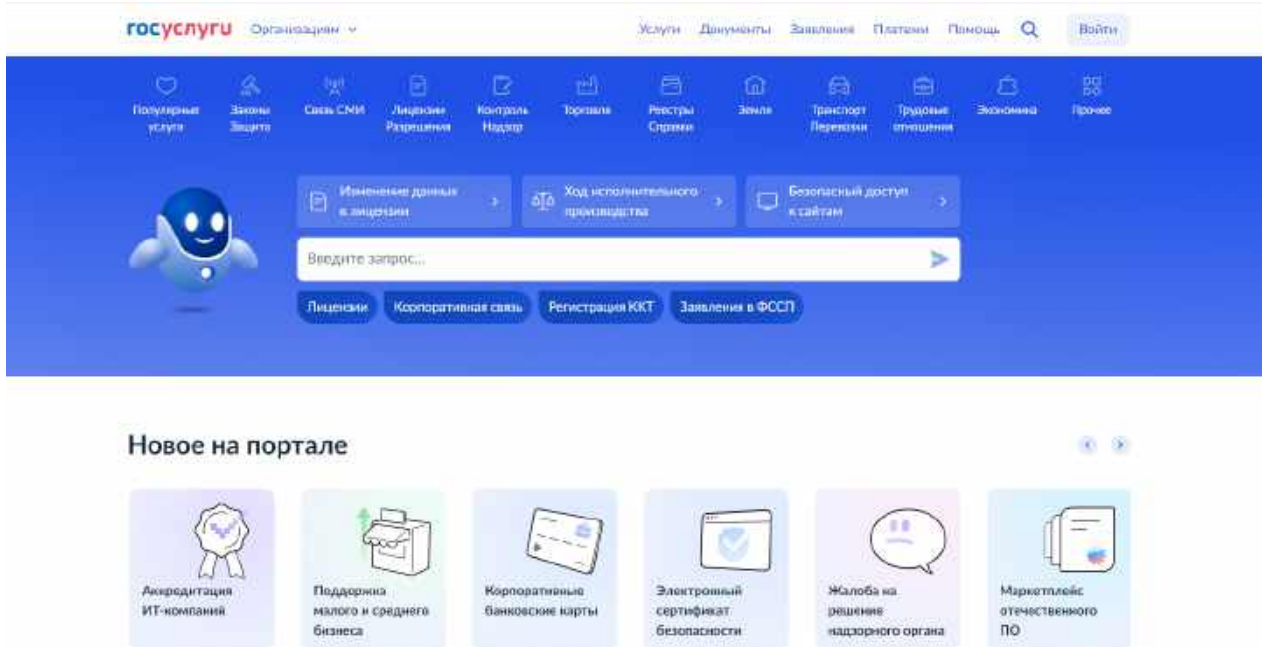 госуслуги Организациям
Услуги Документы Заявления Платежи Помощь Войти
Популярные услуги
Законы Защита
Связь СМИ
Лицензии Разрешения
Контроль Надзор
Торговля
Реестры Справки
Земля
Транспорт Перевозки
Трудовые отношения
Экономика
Прочее
Изменение данных
в лицензии
Ход исполнительного
производства
Безопасный доступ
к сайтам
Введите запрос...
Лицензии Корпоративная связь Регистрация ККТ Заявления в ФССП
Новое на портале
Аккредитация
ИТ-компаний
Поддержка
малого и среднего
бизнеса
Корпоративные
банковские карты
Электронный
сертификат
безопасности
Жалоба на
решение
надзорного органа
Маркетплейс
отечественного
ПО